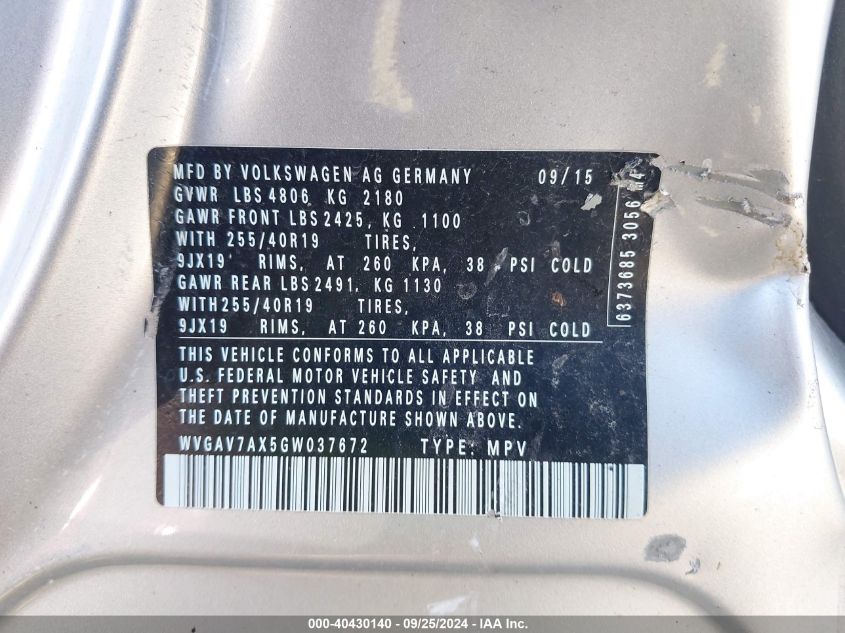 MFD BY VOLKSWAGEN AG GERMANY 09/15
GVWR LBS 4806 KG 2180
GAWR FRONT LBS 2425, KG 1100
WITH 255/40R19 TIRES,
9JX19 RIMS, AT 260 KPA, 38 PSI COLD
GAWR REAR LBS 2491, KG 1130
WITH 255/40R19 TIRES,
9JX19 RIMS, AT 260 KPA, 38 PSI COLD
THIS VEHICLE CONFORMS TO ALL APPLICABLE
U.S. FEDERAL MOTOR VEHICLE SAFETY AND
THEFT PREVENTION STANDARDS IN EFFECT ON
THE DATE OF MANUFACTURE SHOWN ABOVE.
WVGAV7AX5GW037672 TYPE: MPV
6373685 3056
000-40430140 - 09/25/2024 - IAA Inc.